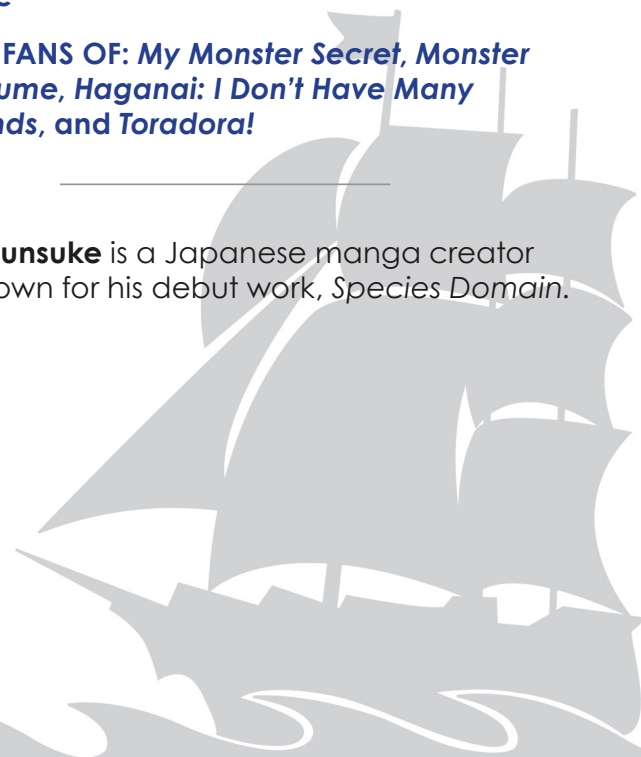 FANS OF: My Monster Secret, Monster
ume, Haganai: I Don’t Have Many
nds, and Toradora!
unsuke is a Japanese manga creator
own for his debut work, Species Domain.